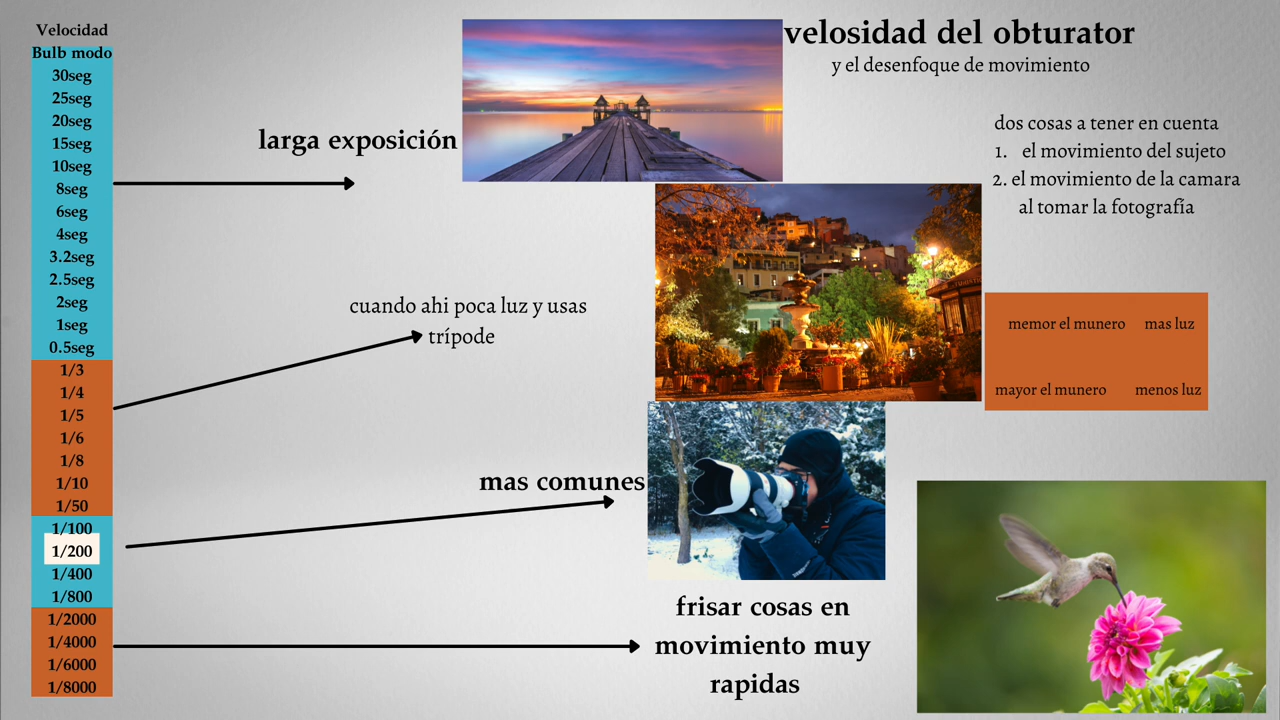 Velocidad
Bulb modo
30seg
25seg
20seg
15seg
10seg
8seg
6seg
4seg
3.2seg
2.5seg
2seg
1seg
0.5seg
1/3
1/4
1/5
1/6
1/8
1/10
1/50
1/100
1/200
1/400
1/800
1/2000
1/4000
1/6000
1/8000
velosidad del obturator
y el desenfoque de movimiento
larga exposición
dos cosas a tener en cuenta
1. el movimiento del sujeto
2. el movimiento de la camara
al tomar la fotografía
cuando ahi poca luz y usas
trípode
memor el munero mas luz
mayor el munero menos luz
mas comunes
frisar cosas en
movimiento muy
rapidas